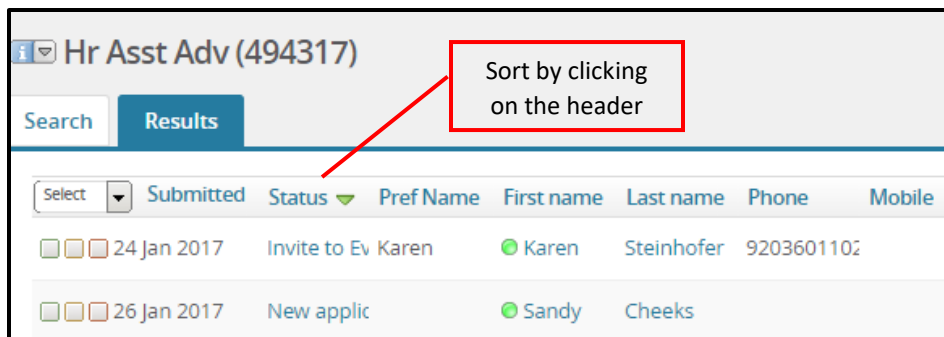 Hr Asst Adv (494317)
Sort by clicking
on the header
Search Results
Select Submitted Status Pref Name First name Last name Phone Mobile
24 Jan 2017 Invite to Ev Karen Karen Steinhofer 9203601102
26 Jan 2017 New applic Sandy Cheeks